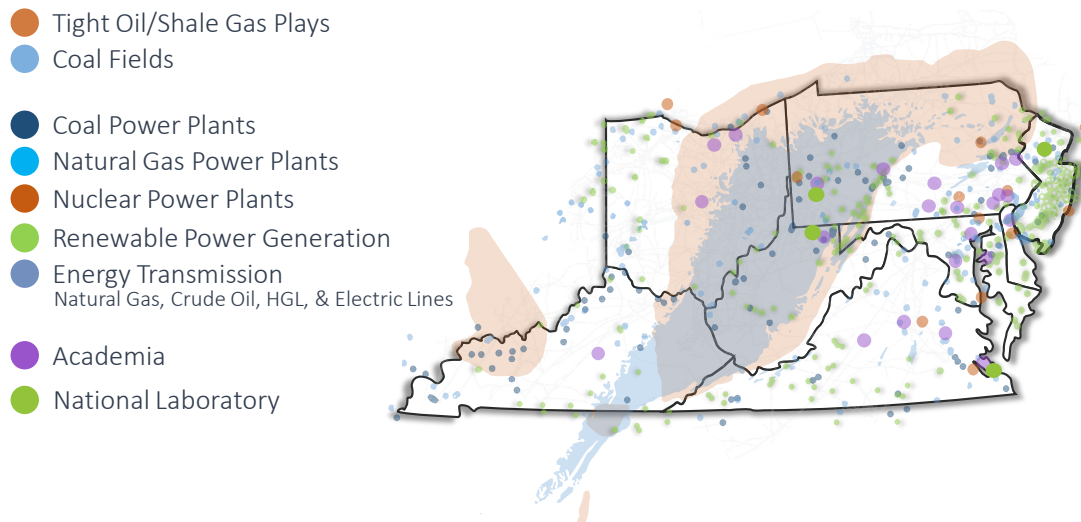 Tight Oil/Shale Gas Plays
Coal Fields
Coal Power Plants
Natural Gas Power Plants
Nuclear Power Plants
Renewable Power Generation
Energy Transmission
Natural Gas, Crude Oil, HGL, & Electric Lines
Academia
National Laboratory